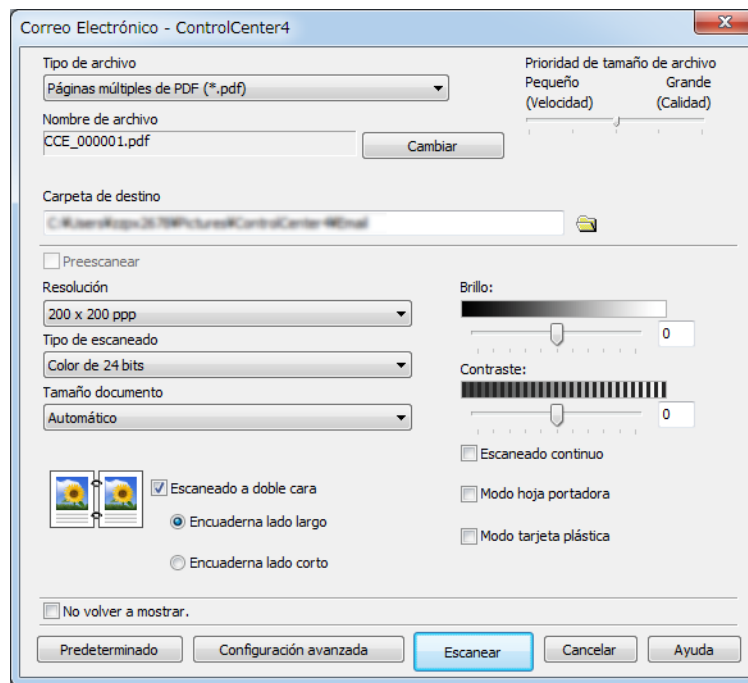 Correo Electrónico - ControlCenter4
Tipo de archivo
Páginas múltiples de PDF (*.pdf)
Prioridad de tamaño de archivo
Pequeño Grande
(Velocidad) (Calidad)
Nombre de archivo
CCE_000001.pdf
Cambiar
Carpeta de destino
Preescanear
Resolución
200 x 200 ppp
Tipo de escaneado
Color de 24 bits
Tamaño documento
Automático
Brillo:
0
Contraste:
0
Escaneado continuo
Modo hoja portadora
Modo tarjeta plástica
Escaneado a doble cara
Encuaderna lado largo
Encuaderna lado corto
No volver a mostrar.
Predeterminado Configuración avanzada Escanear Cancelar Ayuda